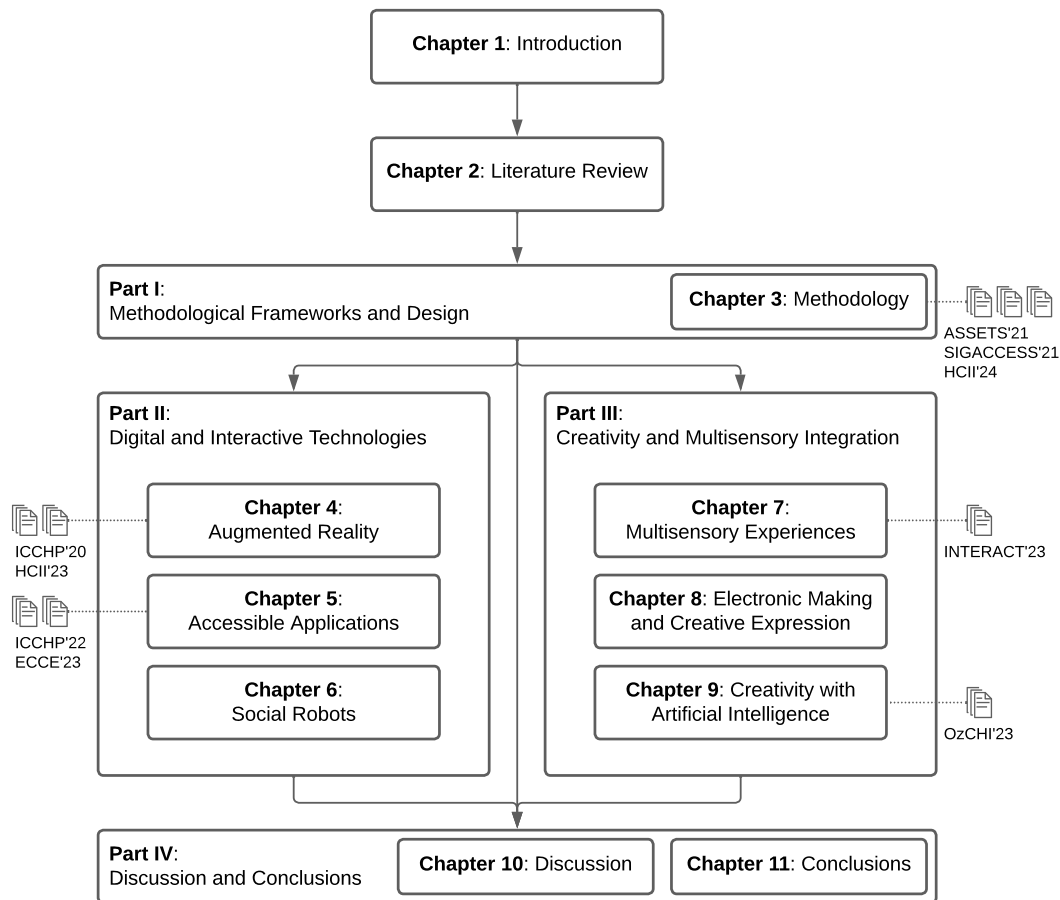 Chapter 1: Introduction
Chapter 2: Literature Review
Part I:
Methodological Frameworks and Design
Chapter 3: Methodology
ASSETS'21
SIGACCESS'21
HCII'24
Part II:
Digital and Interactive Technologies
Chapter 4:
Augmented Reality
ICCHP'20
HCII'23
Chapter 5:
Accessible Applications
ICCHP'22
ECCE'23
Chapter 6:
Social Robots
Part III:
Creativity and Multisensory Integration
Chapter 7:
Multisensory Experiences
INTERACT'23
Chapter 8: Electronic Making
and Creative Expression
Chapter 9: Creativity with
Artificial Intelligence
OzCHI'23
Part IV:
Discussion and Conclusions
Chapter 10: Discussion
Chapter 11: Conclusions